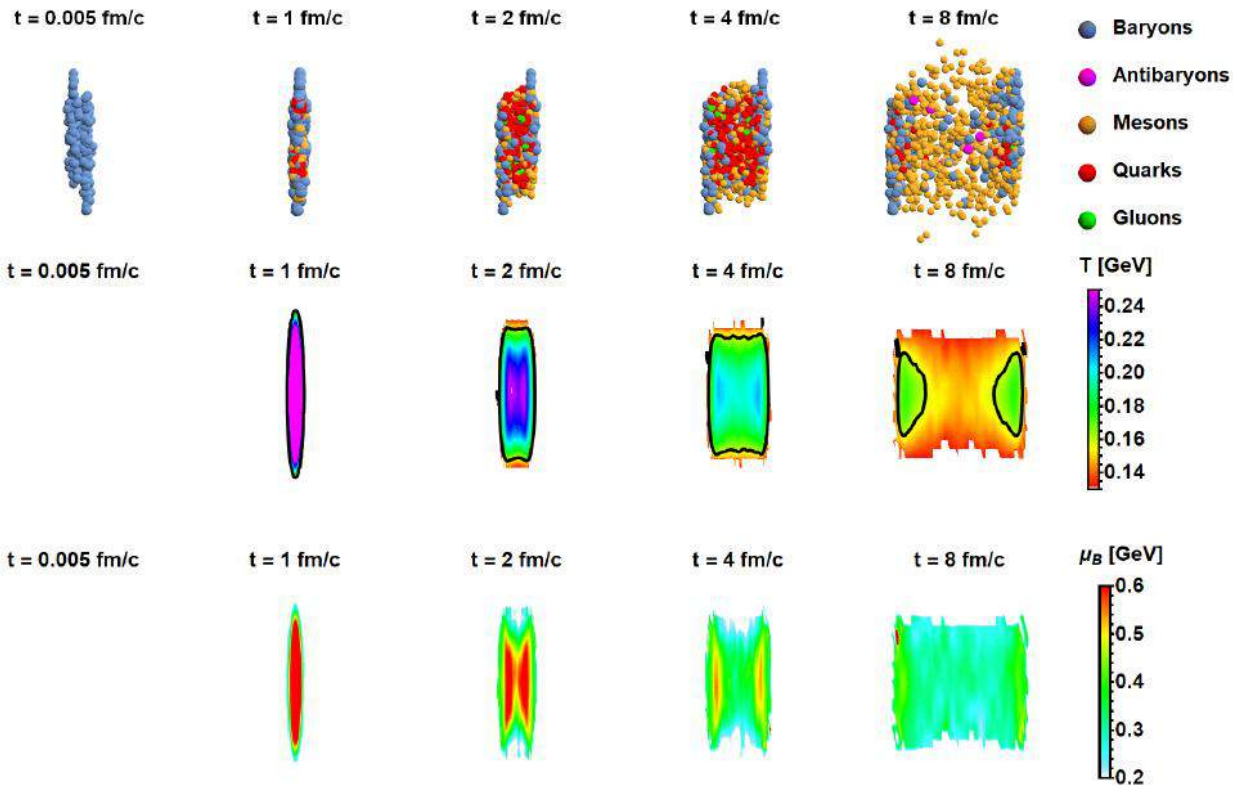 t = 0.005 fm/c t = 1 fm/c t = 2 fm/c t = 4 fm/c t = 8 fm/c
Baryons
Antibaryons
Mesons
Quarks
Gluons
t = 0.005 fm/c t = 1 fm/c t = 2 fm/c t = 4 fm/c t = 8 fm/c
T [GeV]
0.24
0.22
0.20
0.18
0.16
0.14
t = 0.005 fm/c t = 1 fm/c t = 2 fm/c t = 4 fm/c t = 8 fm/c
μB [GeV]
0.6
0.5
0.4
0.3
0.2